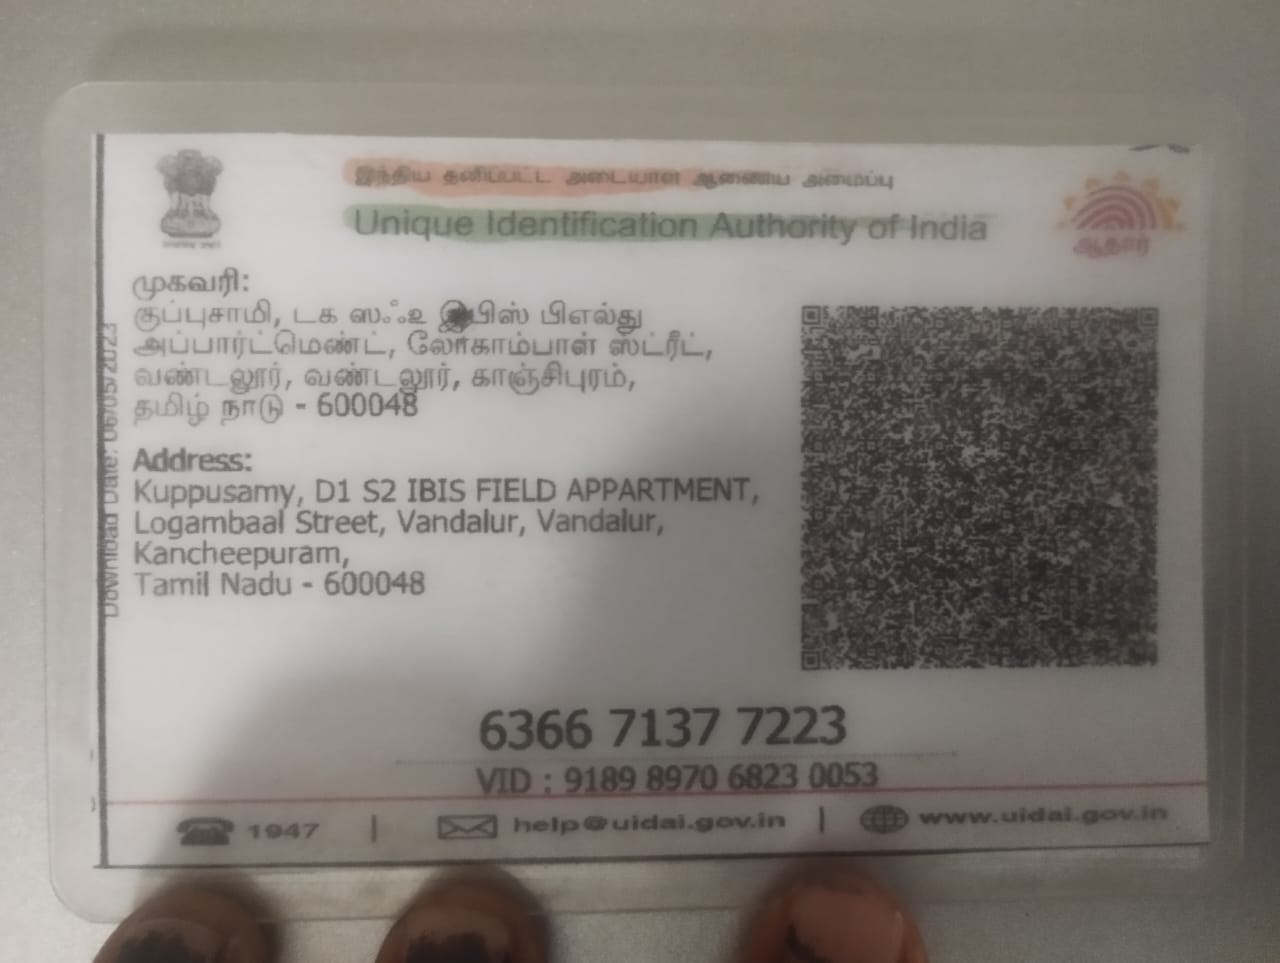 இந்திய தனிப்பட்ட அடையாள ஆணைய அமைப்பு
Unique Identification Authority of India
ஆதார்
முகவரி:
குப்புசாமி, டக ஸ்ஃஉ பிஸ் பிஎல்து
அப்பார்ட்மெண்ட், லோகாம்பாள் ஸ்ட்ரீட்,
வண்டலூர், வண்டலூர், காஞ்சிபுரம்,
தமிழ் நாடு - 600048
Address:
Kuppusamy, D1 S2 IBIS FIELD APPARTMENT,
Logambaal Street, Vandalur, Vandalur,
Kancheepuram,
Tamil Nadu - 600048
Download Date: 06/05/2023
6366 7137 7223
VID : 9189 8970 6823 0053
1947 | help@uidai.gov.in | www.uidai.gov.in